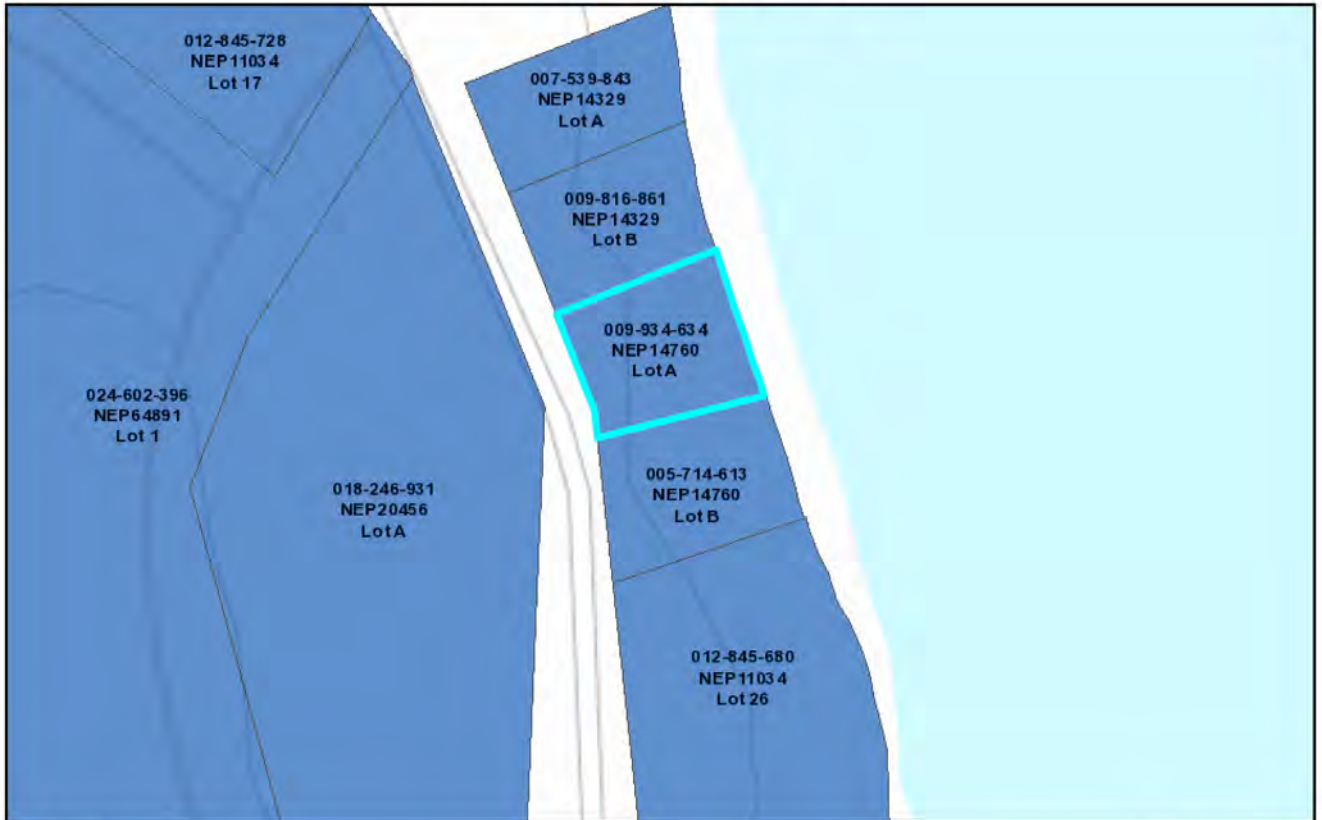 012-845-728
NEP11034
Lot 17
007-539-843
NEP14329
Lot A
009-816-861
NEP14329
Lot B
009-934-634
NEP14760
Lot A
024-602-396
NEP64891
Lot 1
018-246-931
NEP20456
Lot A
005-714-613
NEP14760
Lot B
012-845-680
NEP11034
Lot 26